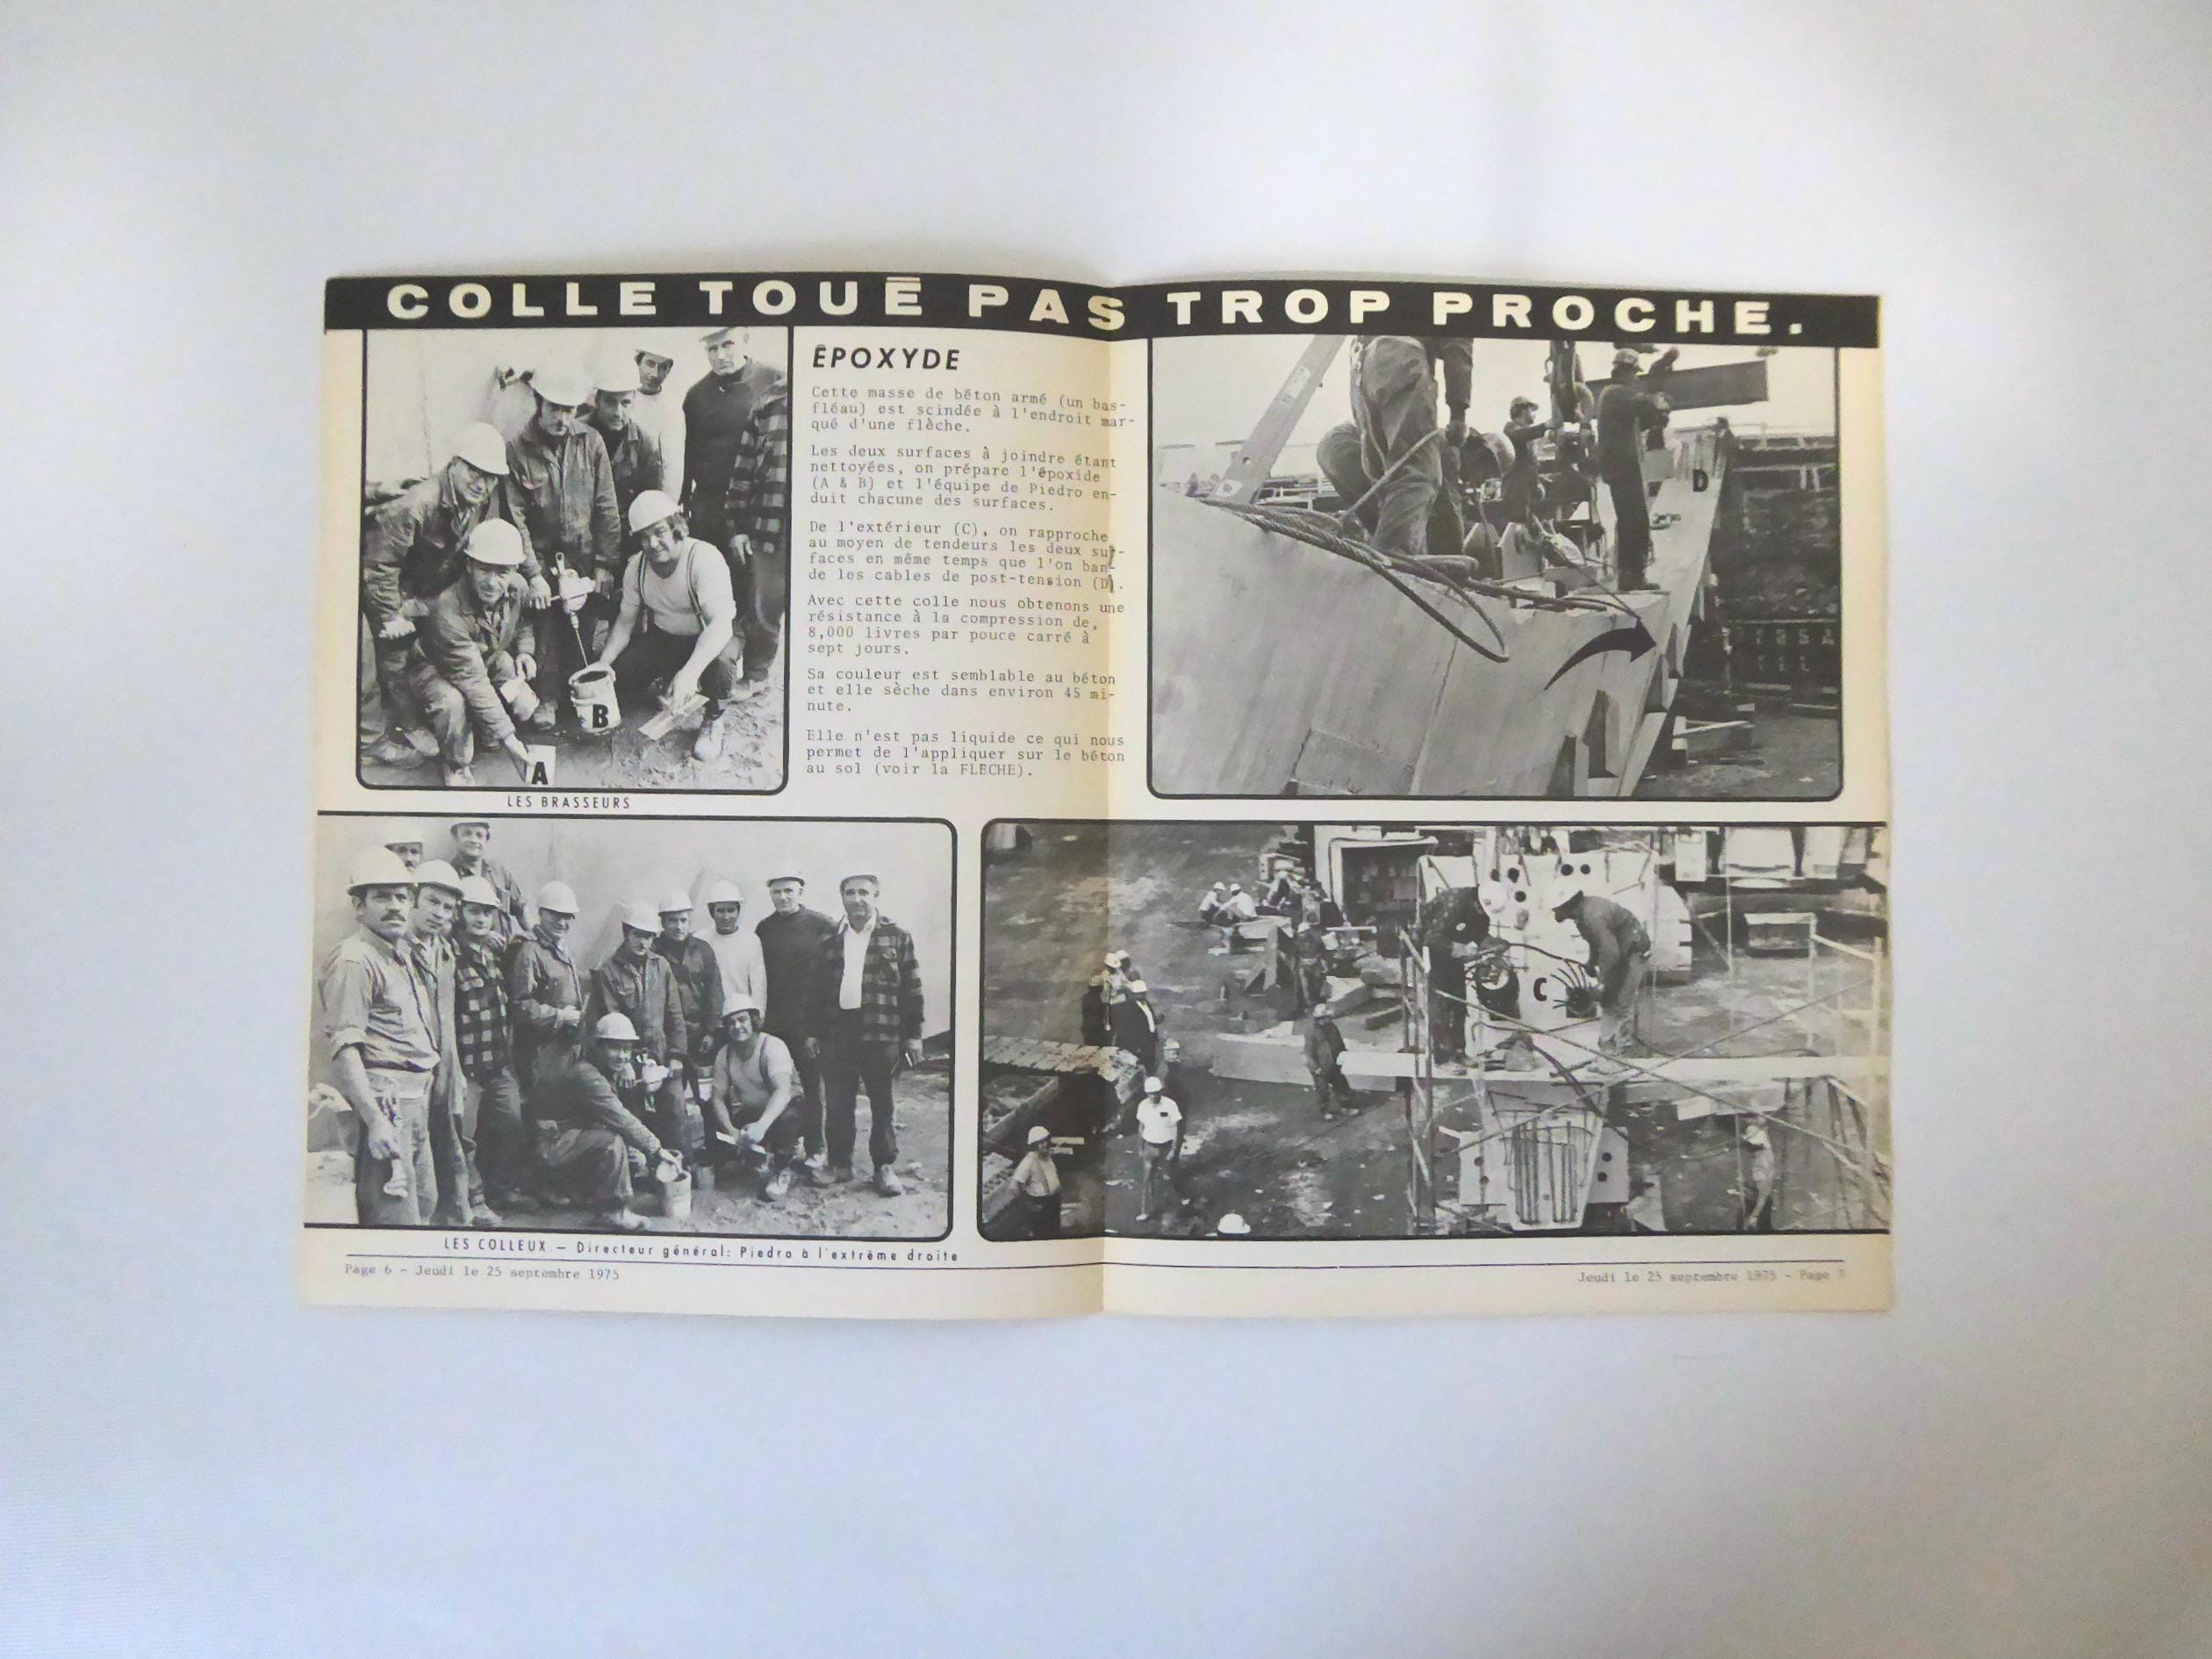 COLLE TOUĒ PAS TROP PROCHE.
ÉPOXYDE
Cette masse de béton armé (un bas-
fléau) est scindée à l'endroit mar-
qué d'une flèche.
Les deux surfaces à joindre étant
nettoyées, on prépare l'époxide
(A & B) et l'équipe de Piedro en-
duit chacune des surfaces.
De l'extérieur (C), on rapproche
au moyen de tendeurs les deux sur-
faces en même temps que l'on ban-
de les cables de post-tension (D).
Avec cette colle nous obtenons une
résistance à la compression de,
8,000 livres par pouce carré à
sept jours.
Sa couleur est semblable au béton
et elle sèche dans environ 45 mi-
nute.
Elle n'est pas liquide ce qui nous
permet de l'appliquer sur le béton
au sol (voir la FLECHE).
A
B
LES BRASSEURS
D
C
LES COLLEUX — Directeur général: Piedro à l'extrême droite
Page 6 - Jeudi le 25 septembre 1975
Jeudi le 25 septembre 1975 - Page 7